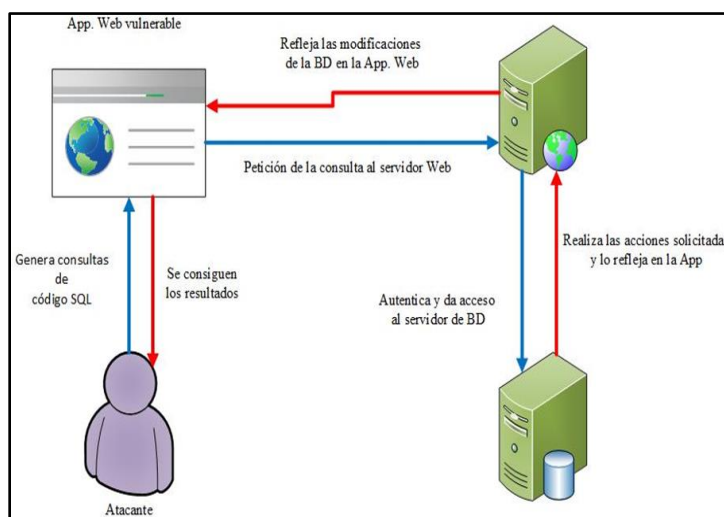 App. Web vulnerable
Refleja las modificaciones
de la BD en la App. Web
Petición de la consulta al servidor Web
Genera consultas
de
código SQL
Se consiguen
los resultados
Realiza las acciones solicitada
y lo refleja en la App
Autentica y da acceso
al servidor de BD
Atacante